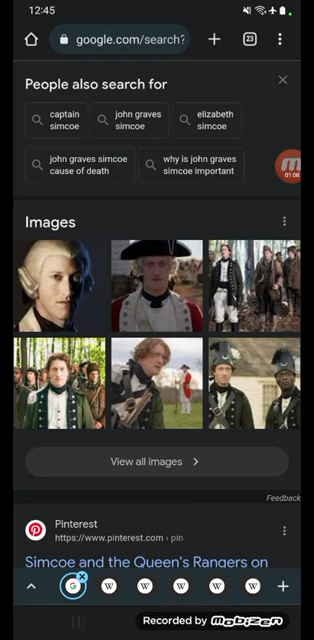 12:45
google.com/search?
23
People also search for
captain
simcoe
john graves
simcoe
elizabeth
simcoe
john graves simcoe
cause of death
why is john graves
simcoe important
01:08
Images
View all images
Feedback
Pinterest
https://www.pinterest.com › pin
Simcoe and the Queen's Rangers on
G
W
W
W
W
W
Recorded by mobizen